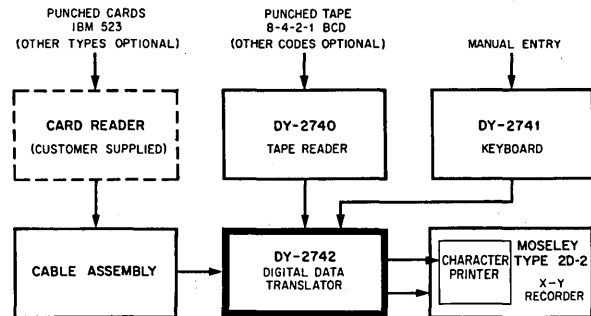 PUNCHED CARDS
IBM 523
(OTHER TYPES OPTIONAL)
PUNCHED TAPE
8-4-2-1 BCD
(OTHER CODES OPTIONAL)
MANUAL ENTRY
CARD READER
(CUSTOMER SUPPLIED)
DY-2740
TAPE READER
DY-2741
KEYBOARD
CABLE ASSEMBLY
DY-2742
DIGITAL DATA
TRANSLATOR
CHARACTER
PRINTER
MOSELEY
TYPE 2D-2
X-Y
RECORDER